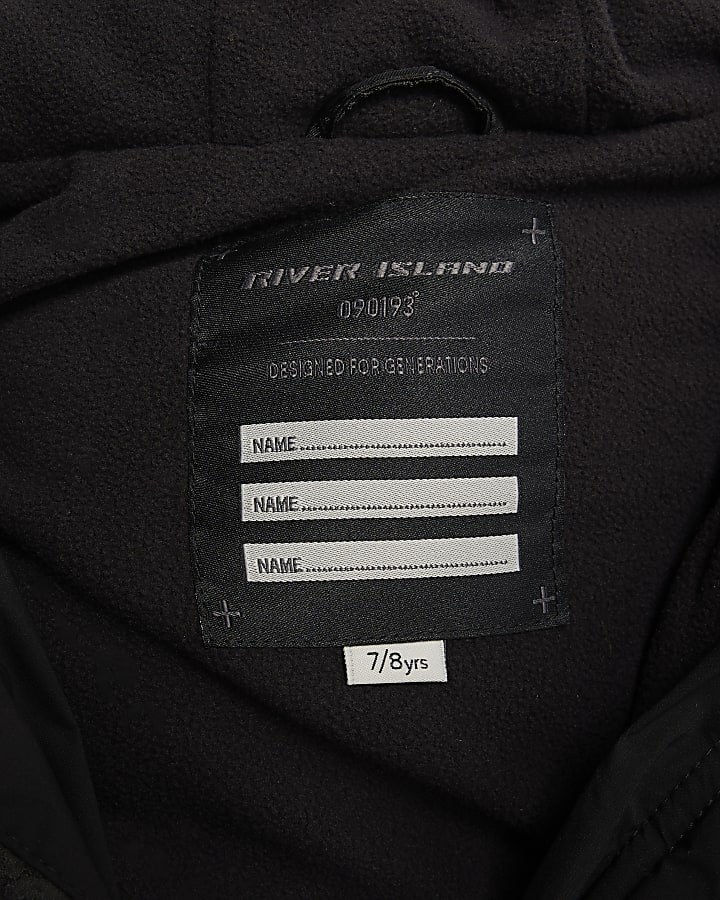 RIVER ISLAND
090193°
DESIGNED FOR GENERATIONS
NAME
NAME
NAME
7/8yrs